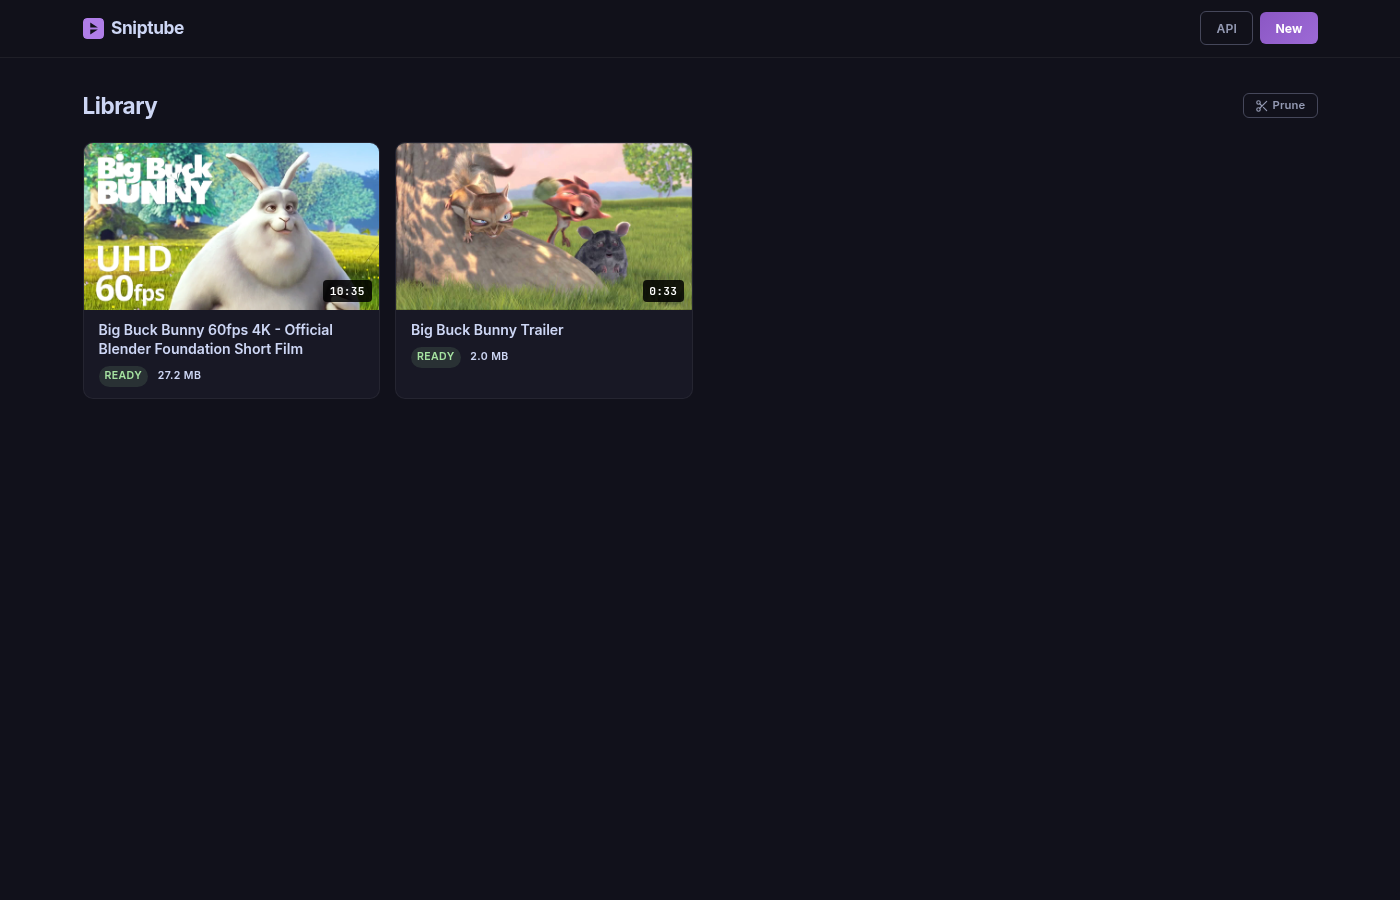 Sniptube
API
New
Library
Prune
Big Buck
BUNNY
UHD
60fps
10:35
0:33
Big Buck Bunny 60fps 4K - Official
Blender Foundation Short Film
READY
27.2 MB
Big Buck Bunny Trailer
READY
2.0 MB